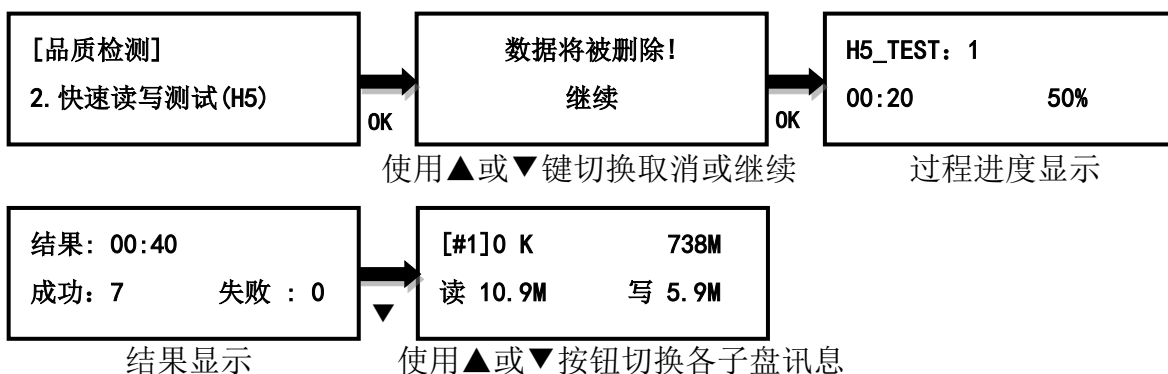 [品质检测]
2.快速读写测试(H5)
OK
数据将被删除!
继续
OK
H5_TEST: 1
00:20 50%
使用▲或▼键切换取消或继续
过程进度显示
结果: 00:40
成功: 7 失败 : 0
▼
[#1]0 K 738M
读 10.9M 写 5.9M
结果显示
使用▲或▼按钮切换各子盘讯息